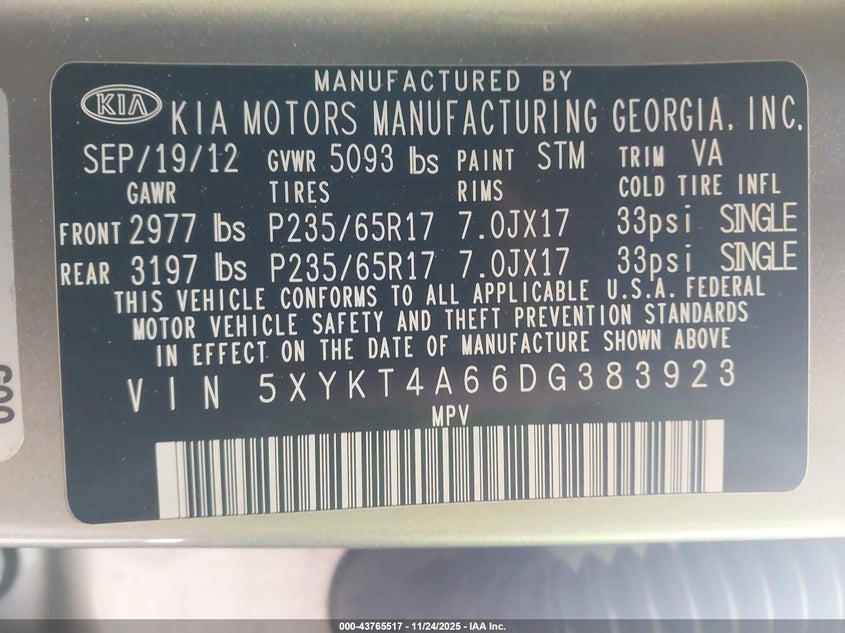 MANUFACTURED BY
KIA KIA MOTORS MANUFACTURING GEORGIA, INC.
SEP/19/12 GVWR 5093 lbs PAINT STM TRIM VA
GAWR TIRES RIMS COLD TIRE INFL
FRONT 2977 lbs P235/65R17 7.0JX17 33psi SINGLE
REAR 3197 lbs P235/65R17 7.0JX17 33psi SINGLE
THIS VEHICLE CONFORMS TO ALL APPLICABLE U.S.A. FEDERAL
MOTOR VEHICLE SAFETY AND THEFT PREVENTION STANDARDS
IN EFFECT ON THE DATE OF MANUFACTURE SHOWN ABOVE
VIN 5XYKT4A66DG383923
MPV
000-43765517 - 11/24/2025 - IAA Inc.